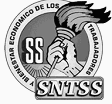 Y BIENESTAR ECONOMICO DE LOS TRABAJADORES
SS
SNTSS